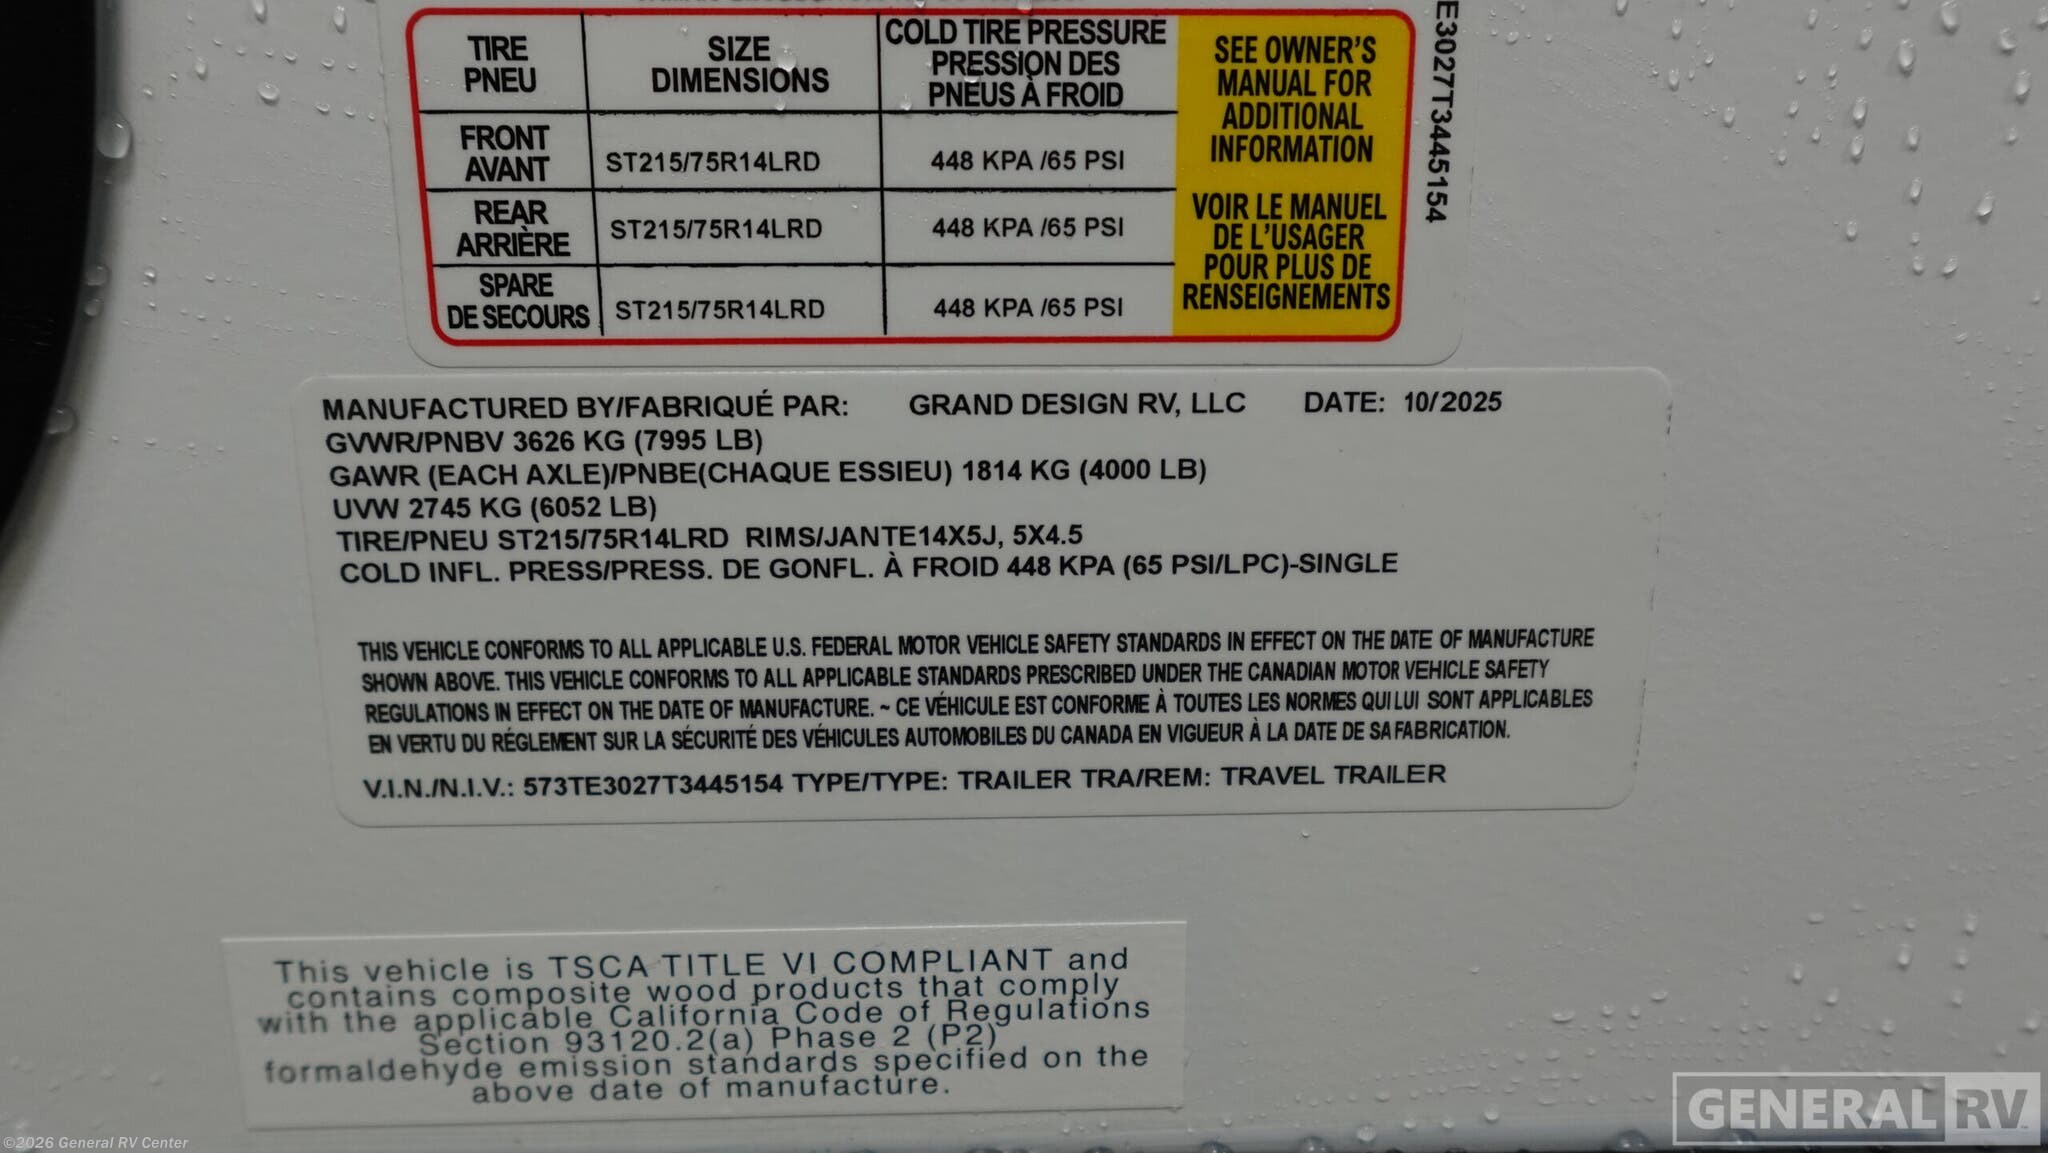 TIRE
PNEU
SIZE
DIMENSIONS
COLD TIRE PRESSURE
PRESSION DES
PNEUS À FROID
SEE OWNER'S
MANUAL FOR
ADDITIONAL
INFORMATION
VOIR LE MANUEL
DE L'USAGER
POUR PLUS DE
RENSEIGNEMENTS
FRONT
AVANT
ST215/75R14LRD
448 KPA /65 PSI
REAR
ARRIÈRE
ST215/75R14LRD
448 KPA /65 PSI
SPARE
DE SECOURS
ST215/75R14LRD
448 KPA /65 PSI
E3027T3445154
MANUFACTURED BY/FABRIQUÉ PAR: GRAND DESIGN RV, LLC DATE: 10/2025
GVWR/PNBV 3626 KG (7995 LB)
GAWR (EACH AXLE)/PNBE(CHAQUE ESSIEU) 1814 KG (4000 LB)
UVW 2745 KG (6052 LB)
TIRE/PNEU ST215/75R14LRD RIMS/JANTE14X5J, 5X4.5
COLD INFL. PRESS/PRESS. DE GONFL. À FROID 448 KPA (65 PSI/LPC)-SINGLE
THIS VEHICLE CONFORMS TO ALL APPLICABLE U.S. FEDERAL MOTOR VEHICLE SAFETY STANDARDS IN EFFECT ON THE DATE OF MANUFACTURE
SHOWN ABOVE. THIS VEHICLE CONFORMS TO ALL APPLICABLE STANDARDS PRESCRIBED UNDER THE CANADIAN MOTOR VEHICLE SAFETY
REGULATIONS IN EFFECT ON THE DATE OF MANUFACTURE. ~ CE VÉHICULE EST CONFORME À TOUTES LES NORMES QUI LUI SONT APPLICABLES
EN VERTU DU RÉGLEMENT SUR LA SÉCURITÉ DES VÉHICULES AUTOMOBILES DU CANADA EN VIGUEUR À LA DATE DE SA FABRICATION.
V.I.N./N.I.V.: 573TE3027T3445154 TYPE/TYPE: TRAILER TRA/REM: TRAVEL TRAILER
This vehicle is TSCA TITLE VI COMPLIANT and
contains composite wood products that comply
with the applicable California Code of Regulations
Section 93120.2(a) Phase 2 (P2)
formaldehyde emission standards specified on the
above date of manufacture.
GENERAL RV
©2026 General RV Center